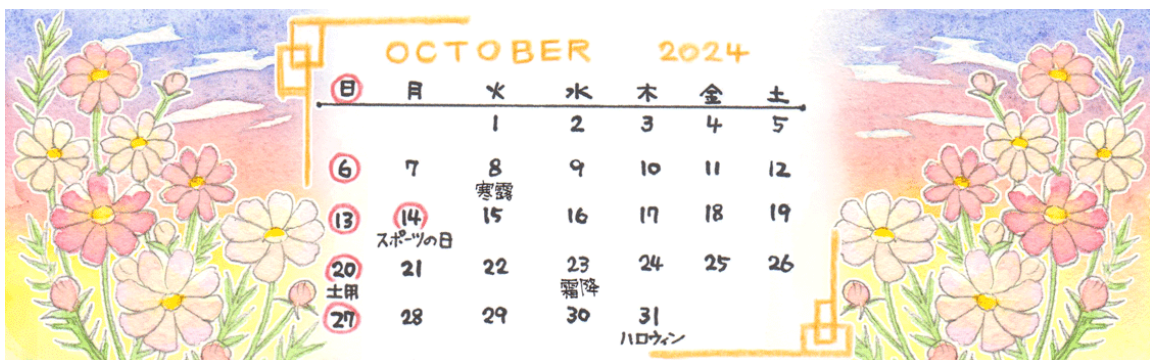 OCTOBER 2024
日 月 火 水 木 金 土
1 2 3 4 5
6 7 8 9 10 11 12
寒露
13 14 15 16 17 18 19
スポーツの日
20 21 22 23 24 25 26
土用 霜降
27 28 29 30 31
ハロウィン